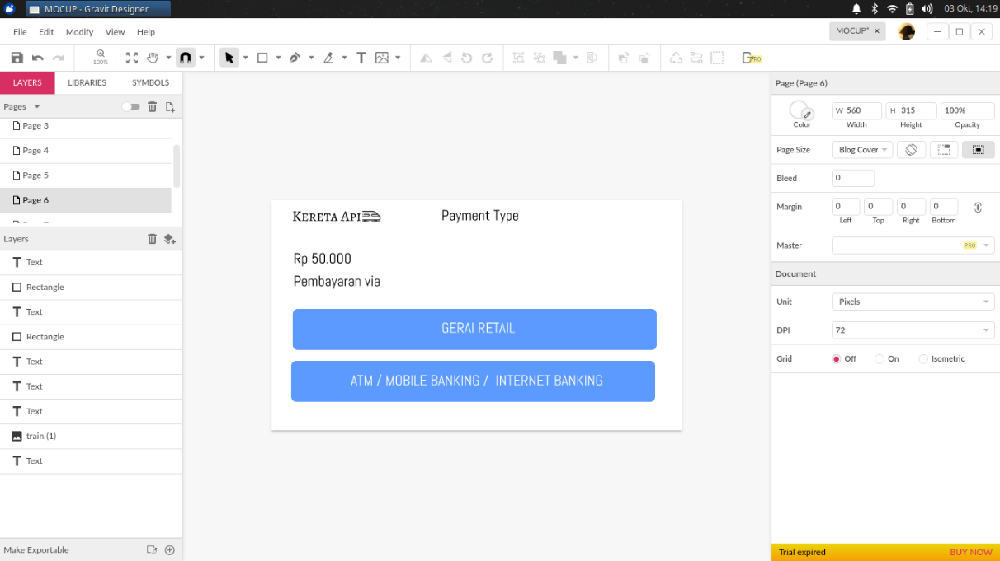 MOCUP - Gravit Designer
03 Okt, 14:19
File Edit Modify View Help
MOCUP* ×
- 100% +
PRO
LAYERS LIBRARIES SYMBOLS
Pages
Page 3
Page 4
Page 5
Page 6
Layers
Text
Rectangle
Text
Rectangle
Text
Text
Text
train (1)
Text
Make Exportable
KERETA API
Payment Type
Rp 50.000
Pembayaran via
GERAI RETAIL
ATM / MOBILE BANKING / INTERNET BANKING
Page (Page 6)
W 560 H 315 100%
Color Width Height Opacity
Page Size Blog Cover
Bleed 0
Margin 0 0 0 0
Left Top Right Bottom
Master PRO
Document
Unit Pixels
DPI 72
Grid Off On Isometric
Trial expired BUY NOW